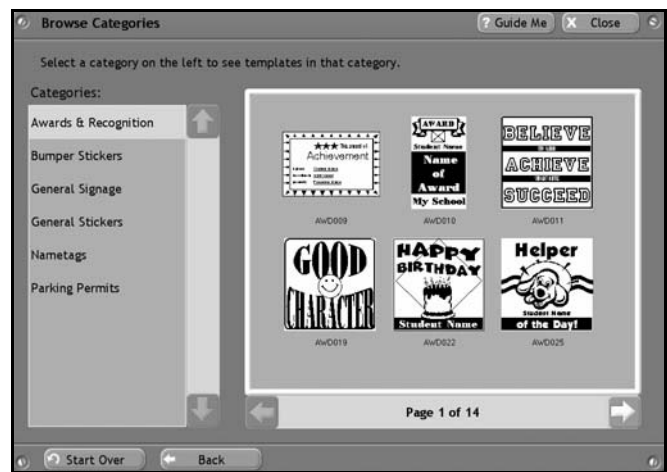 Browse Categories
? Guide Me
X Close
Select a category on the left to see templates in that category.
Categories:
Awards & Recognition
Bumper Stickers
General Signage
General Stickers
Nametags
Parking Permits
Achievement
AWD009
AWARD
Student Name
Name
of
Award
My School
AWD010
BELIEVE
ACHIEVE
SUCCEED
AWD011
GOOD
CHARACTER
AWD019
HAPPY
BIRTHDAY
Student Name
AWD022
Helper
Student Name
of the Day!
AWD025
Page 1 of 14
Start Over
Back